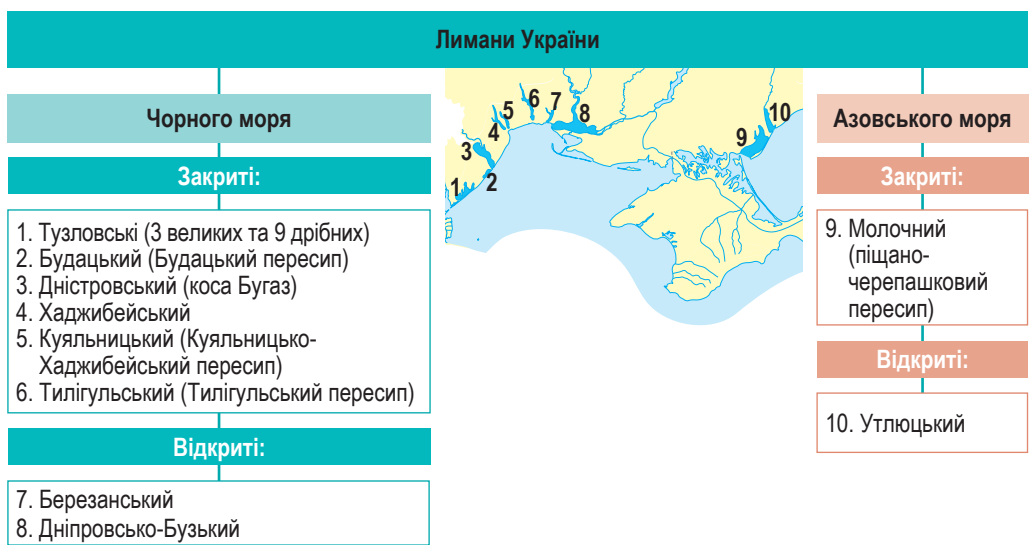 Лимани України
Чорного моря
Закриті:
1. Тузловські (3 великих та 9 дрібних)
2. Будацький (Будацький пересип)
3. Дністровський (коса Бугаз)
4. Хаджибейський
5. Куяльницький (Куяльницько-
Хаджибейський пересип)
6. Тилігульський (Тилігульський пересип)
Відкриті:
7. Березанський
8. Дніпровсько-Бузький
1
2
3
4
5
6
7
8
9
10
Азовського моря
Закриті:
9. Молочний
(піщано-
черепашковий
пересип)
Відкриті:
10. Утлюцький